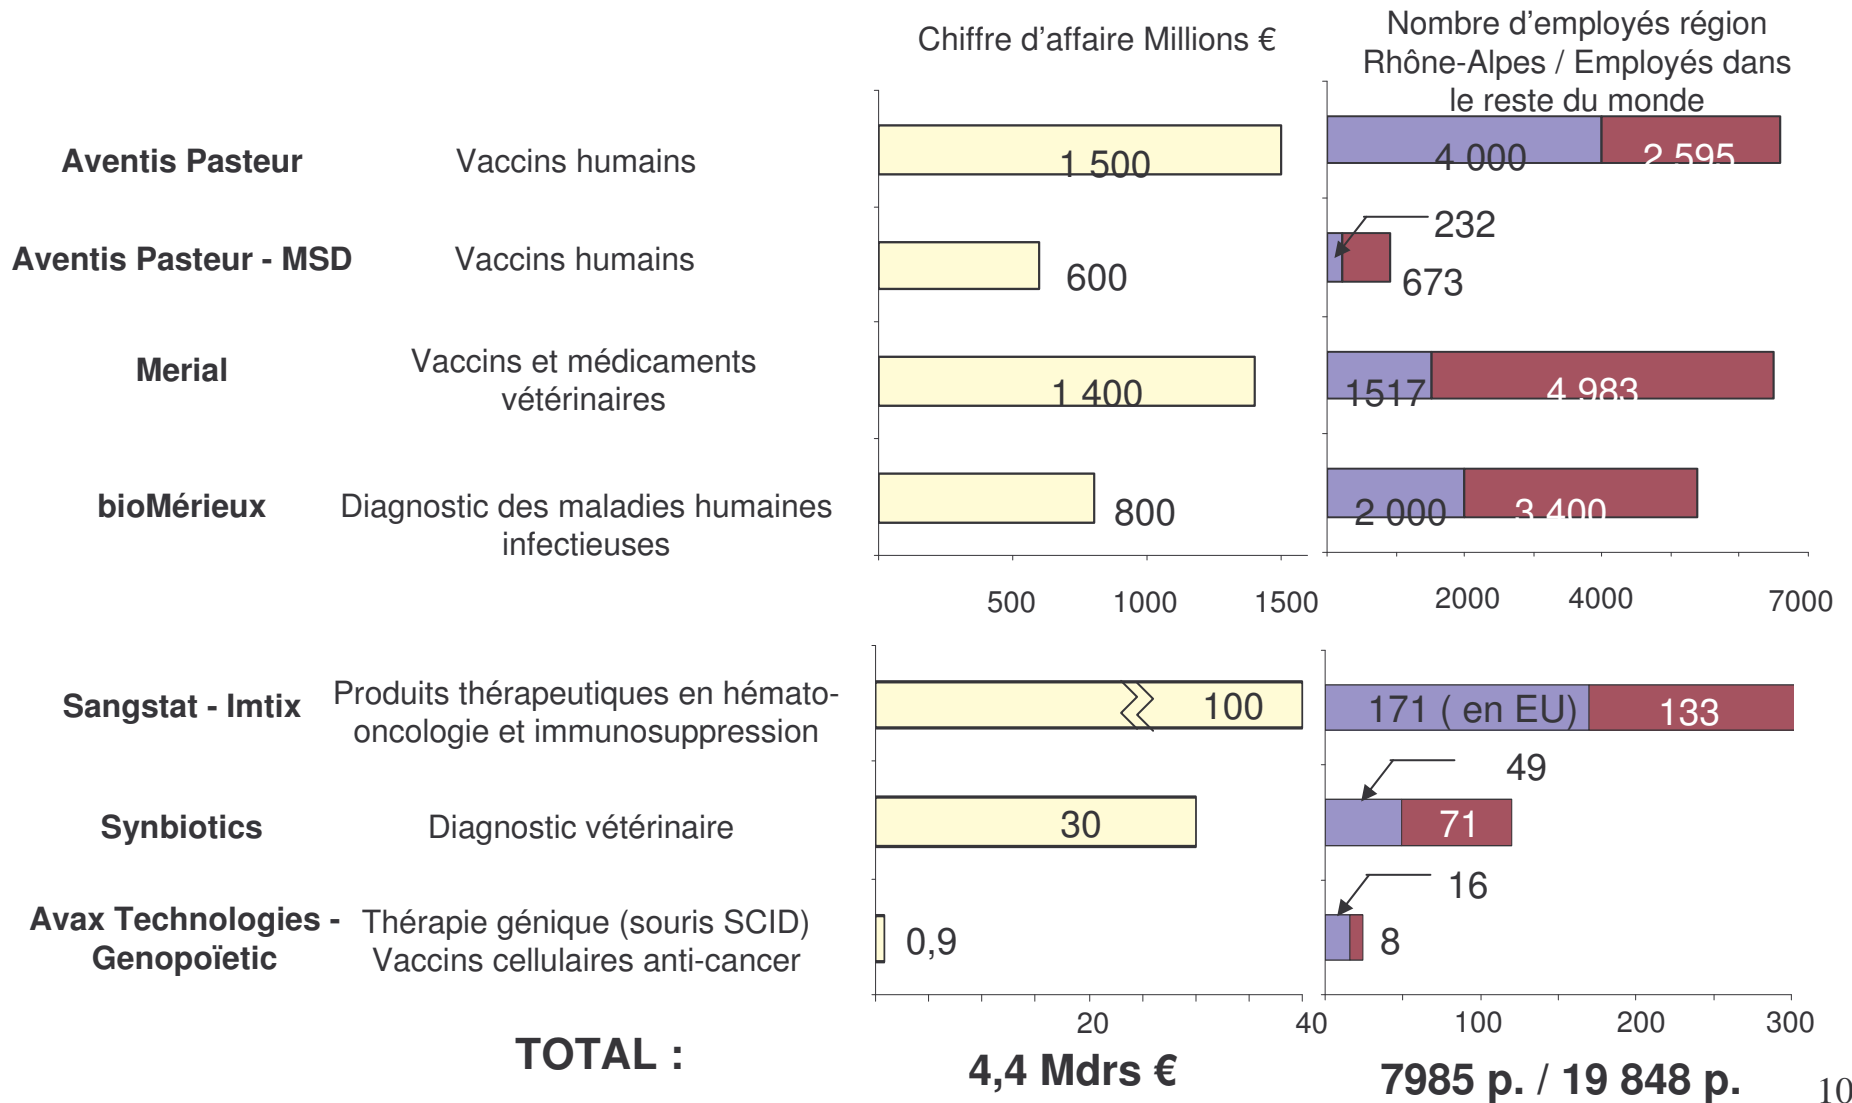 Chiffre d'affaire Millions €
Nombre d'employés région
Rhône-Alpes / Employés dans
le reste du monde
Aventis Pasteur
Vaccins humains
1 500
4 000
2 595
Aventis Pasteur - MSD
Vaccins humains
600
232
673
Merial
Vaccins et médicaments
vétérinaires
1 400
1517
4 983
bioMérieux
Diagnostic des maladies humaines
infectieuses
800
2 000
3 400
500
1000
1500
2000
4000
7000
Sangstat - Imtix
Produits thérapeutiques en hémato-
oncologie et immunosuppression
100
171 ( en EU)
133
Synbiotics
Diagnostic vétérinaire
30
49
71
Avax Technologies -
Genopoïetic
Thérapie génique (souris SCID)
Vaccins cellulaires anti-cancer
0,9
16
8
20
40
100
200
300
TOTAL :
4,4 Mdrs €
7985 p. / 19 848 p.
10